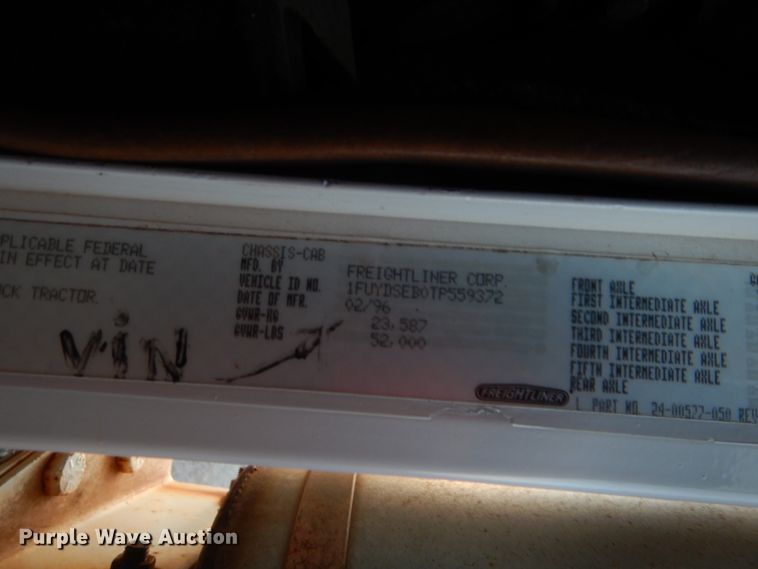 PLICABLE FEDERAL
IN EFFECT AT DATE
CK TRACTOR
VIN
CHASSIS-CAB
MFD. BY FREIGHTLINER CORP
VEHICLE ID NO. 1FUYDSEB0TP559372
DATE OF MFR. 02/96
GVWR-KG 23,587
GVWR-LBS 52,000
FREIGHTLINER
FRONT AXLE
FIRST INTERMEDIATE AXLE
SECOND INTERMEDIATE AXLE
THIRD INTERMEDIATE AXLE
FOURTH INTERMEDIATE AXLE
FIFTH INTERMEDIATE AXLE
REAR AXLE
L PART NO. 24-00522-050 REV
Purple Wave Auction